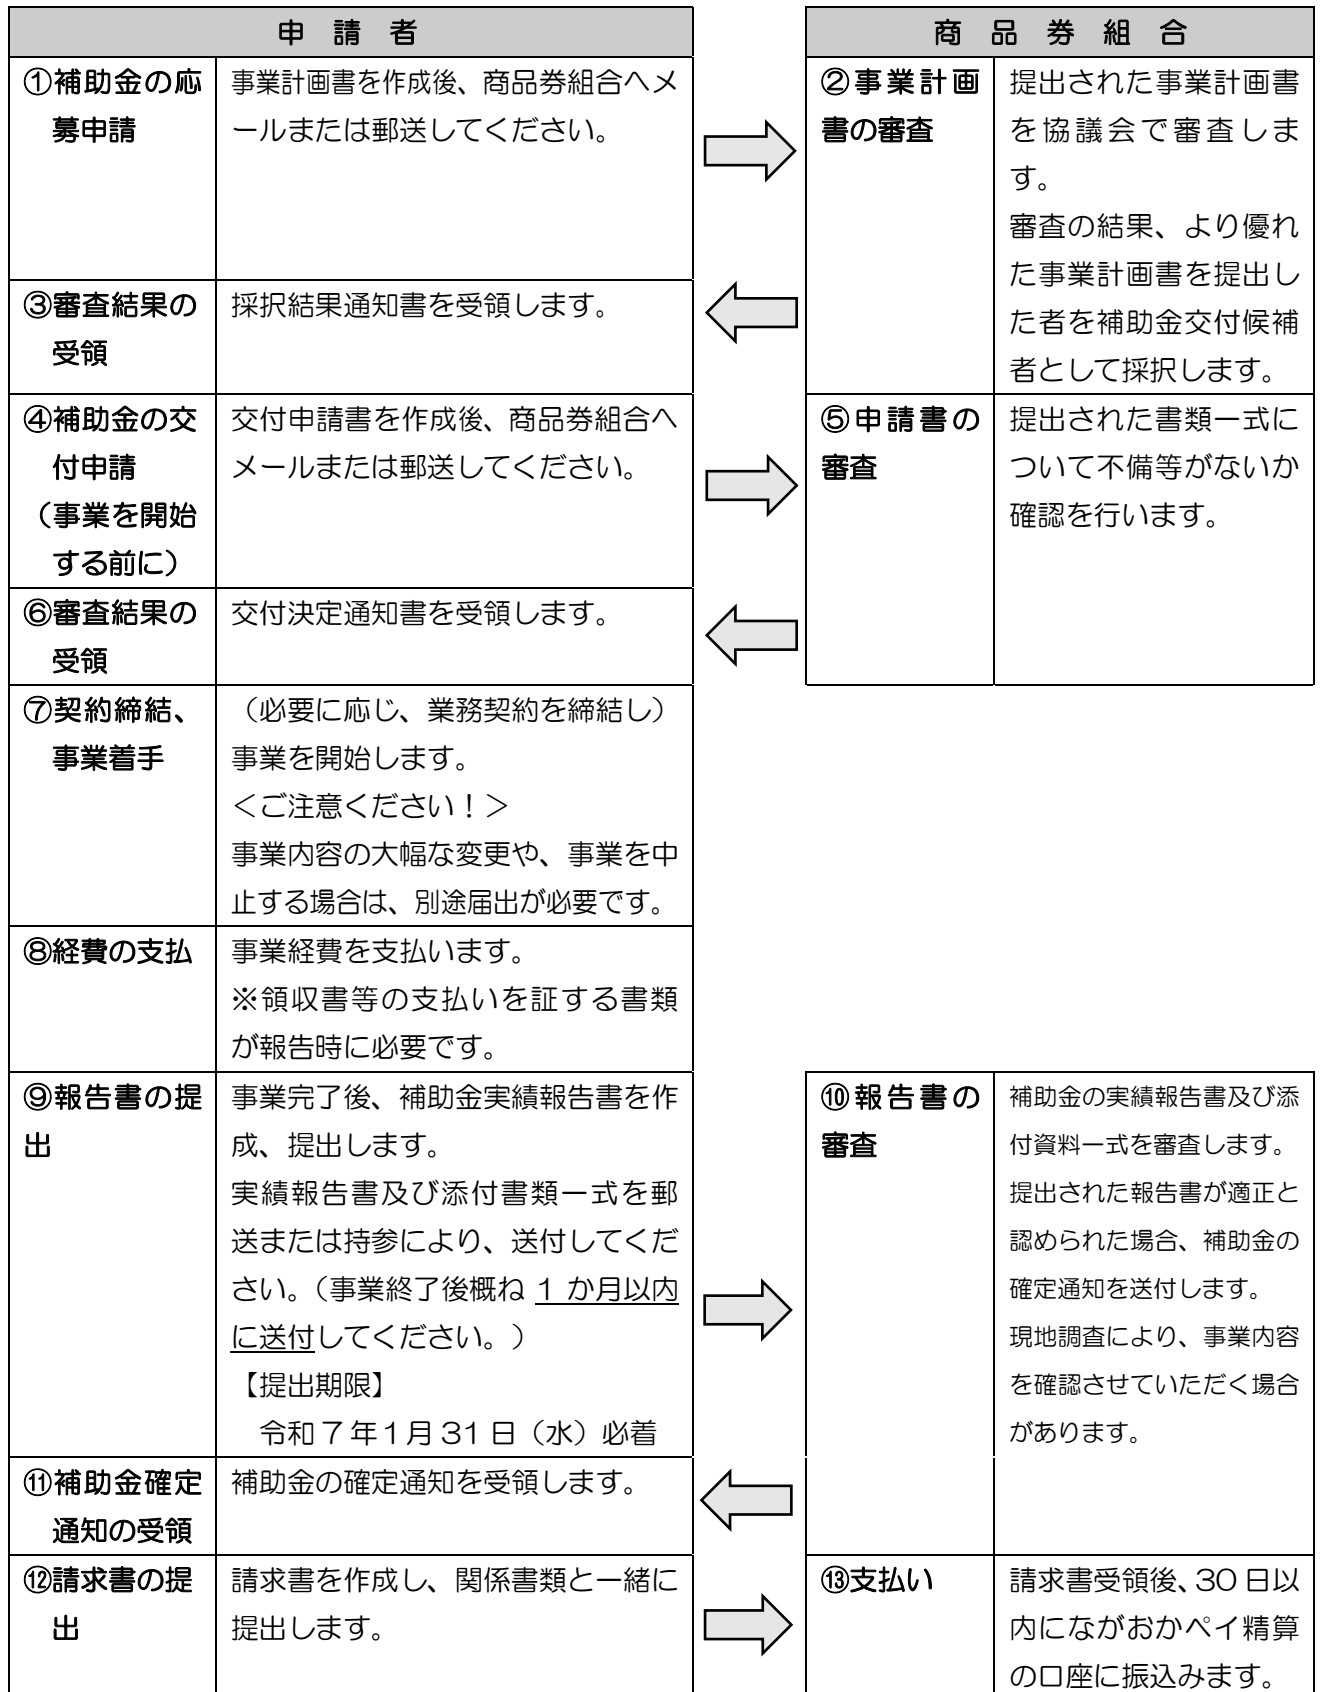 申請者
商品券組合
①補助金の応
募申請
事業計画書を作成後、商品券組合へメ
ールまたは郵送してください。
②事業計画
書の審査
提出された事業計画書
を協議会で審査しま
す。
審査の結果、より優れ
た事業計画書を提出し
た者を補助金交付候補
者として採択します。
③審査結果の
受領
採択結果通知書を受領します。
④補助金の交
付申請
（事業を開始
する前に）
交付申請書を作成後、商品券組合へ
メールまたは郵送してください。
⑤申請書の
審査
提出された書類一式に
ついて不備等がないか
確認を行います。
⑥審査結果の
受領
交付決定通知書を受領します。
⑦契約締結、
事業着手
（必要に応じ、業務契約を締結し）
事業を開始します。
＜ご注意ください！＞
事業内容の大幅な変更や、事業を中
止する場合は、別途届出が必要です。
⑧経費の支払
事業経費を支払います。
※領収書等の支払いを証する書類
が報告時に必要です。
⑨報告書の提
出
事業完了後、補助金実績報告書を作
成、提出します。
実績報告書及び添付書類一式を郵
送または持参により、送付してくだ
さい。（事業終了後概ね 1 か月以内
に送付してください。）
【提出期限】
令和７年１月 31 日（水）必着
⑩報告書の
審査
補助金の実績報告書及び添
付資料一式を審査します。
提出された報告書が適正と
認められた場合、補助金の
確定通知を送付します。
現地調査により、事業内容
を確認させていただく場合
があります。
⑪補助金確定
通知の受領
補助金の確定通知を受領します。
⑫請求書の提
出
請求書を作成し、関係書類と一緒に
提出します。
⑬支払い
請求書受領後、30 日以
内にながおかペイ精算
の口座に振込みます。